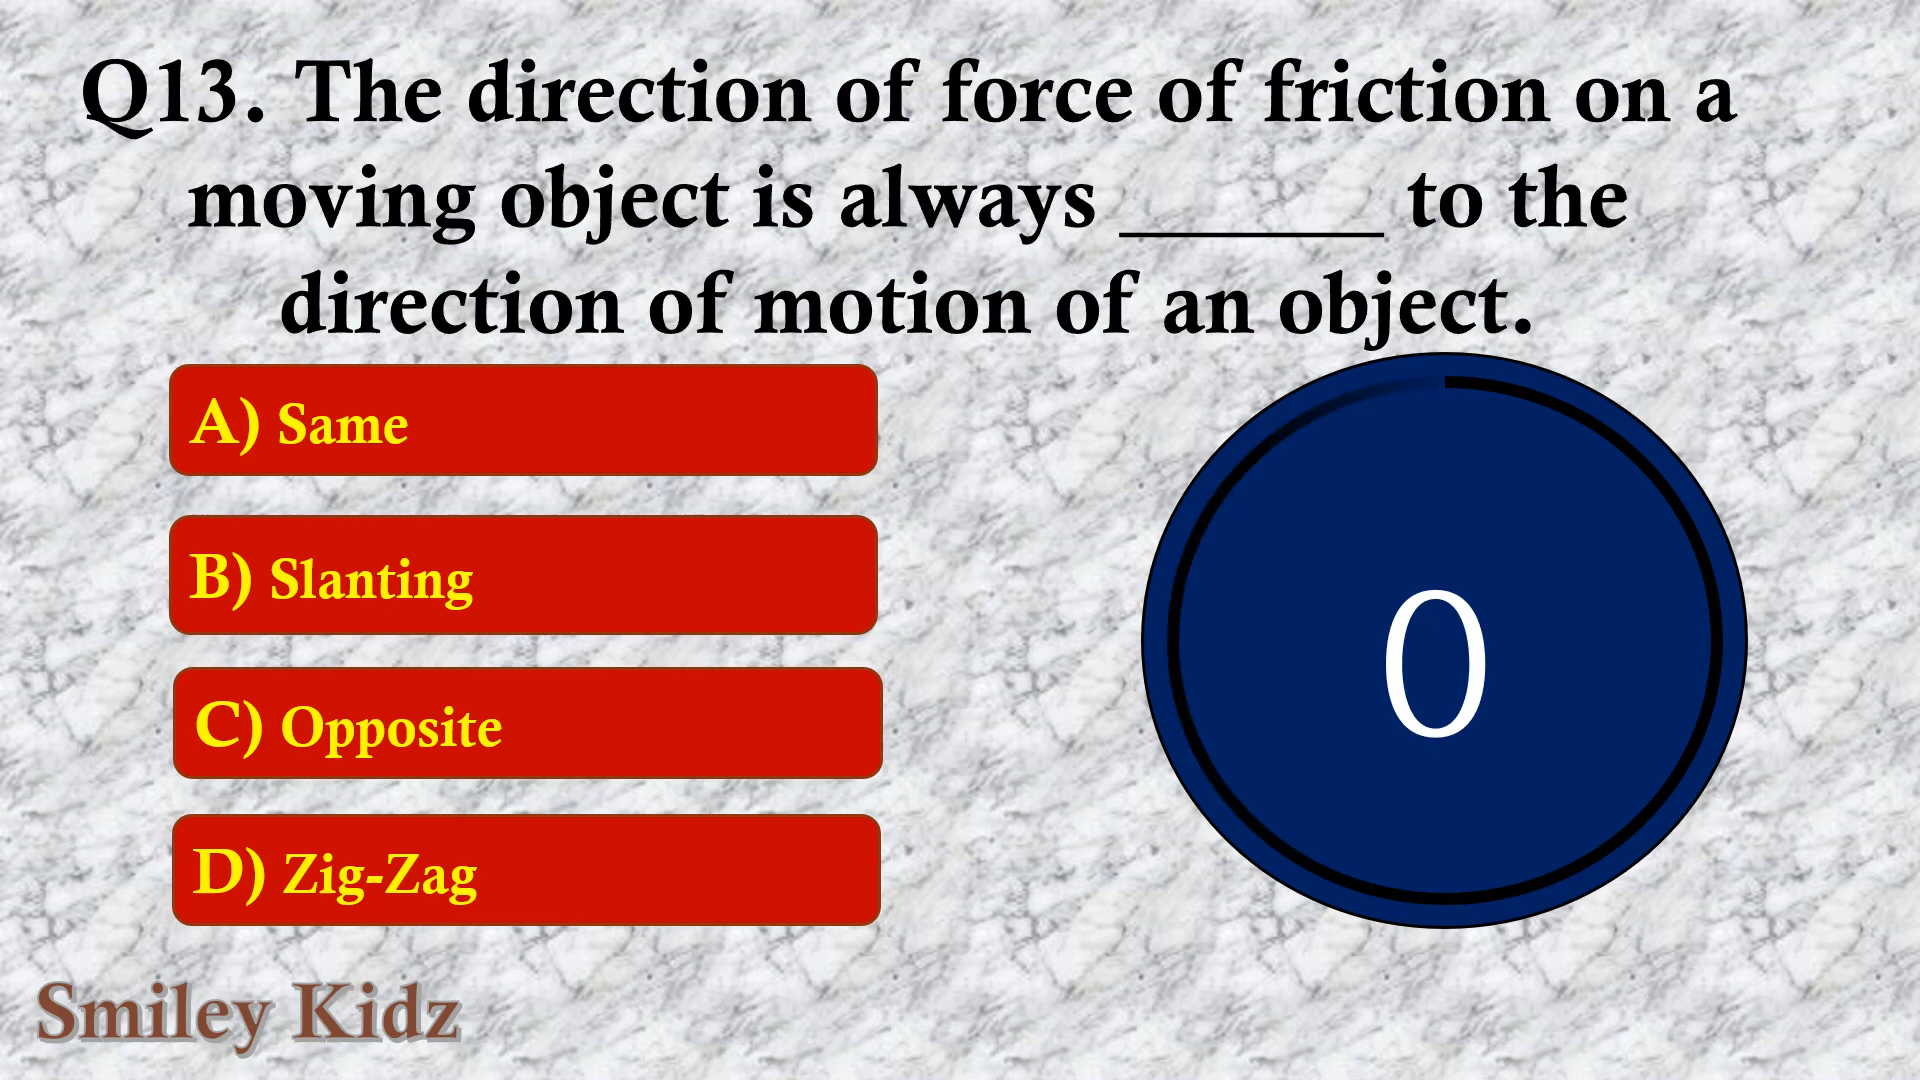 Q13. The direction of force of friction on a
moving object is always _______ to the
direction of motion of an object.
A) Same
B) Slanting
C) Opposite
D) Zig-Zag
0
Smiley Kidz